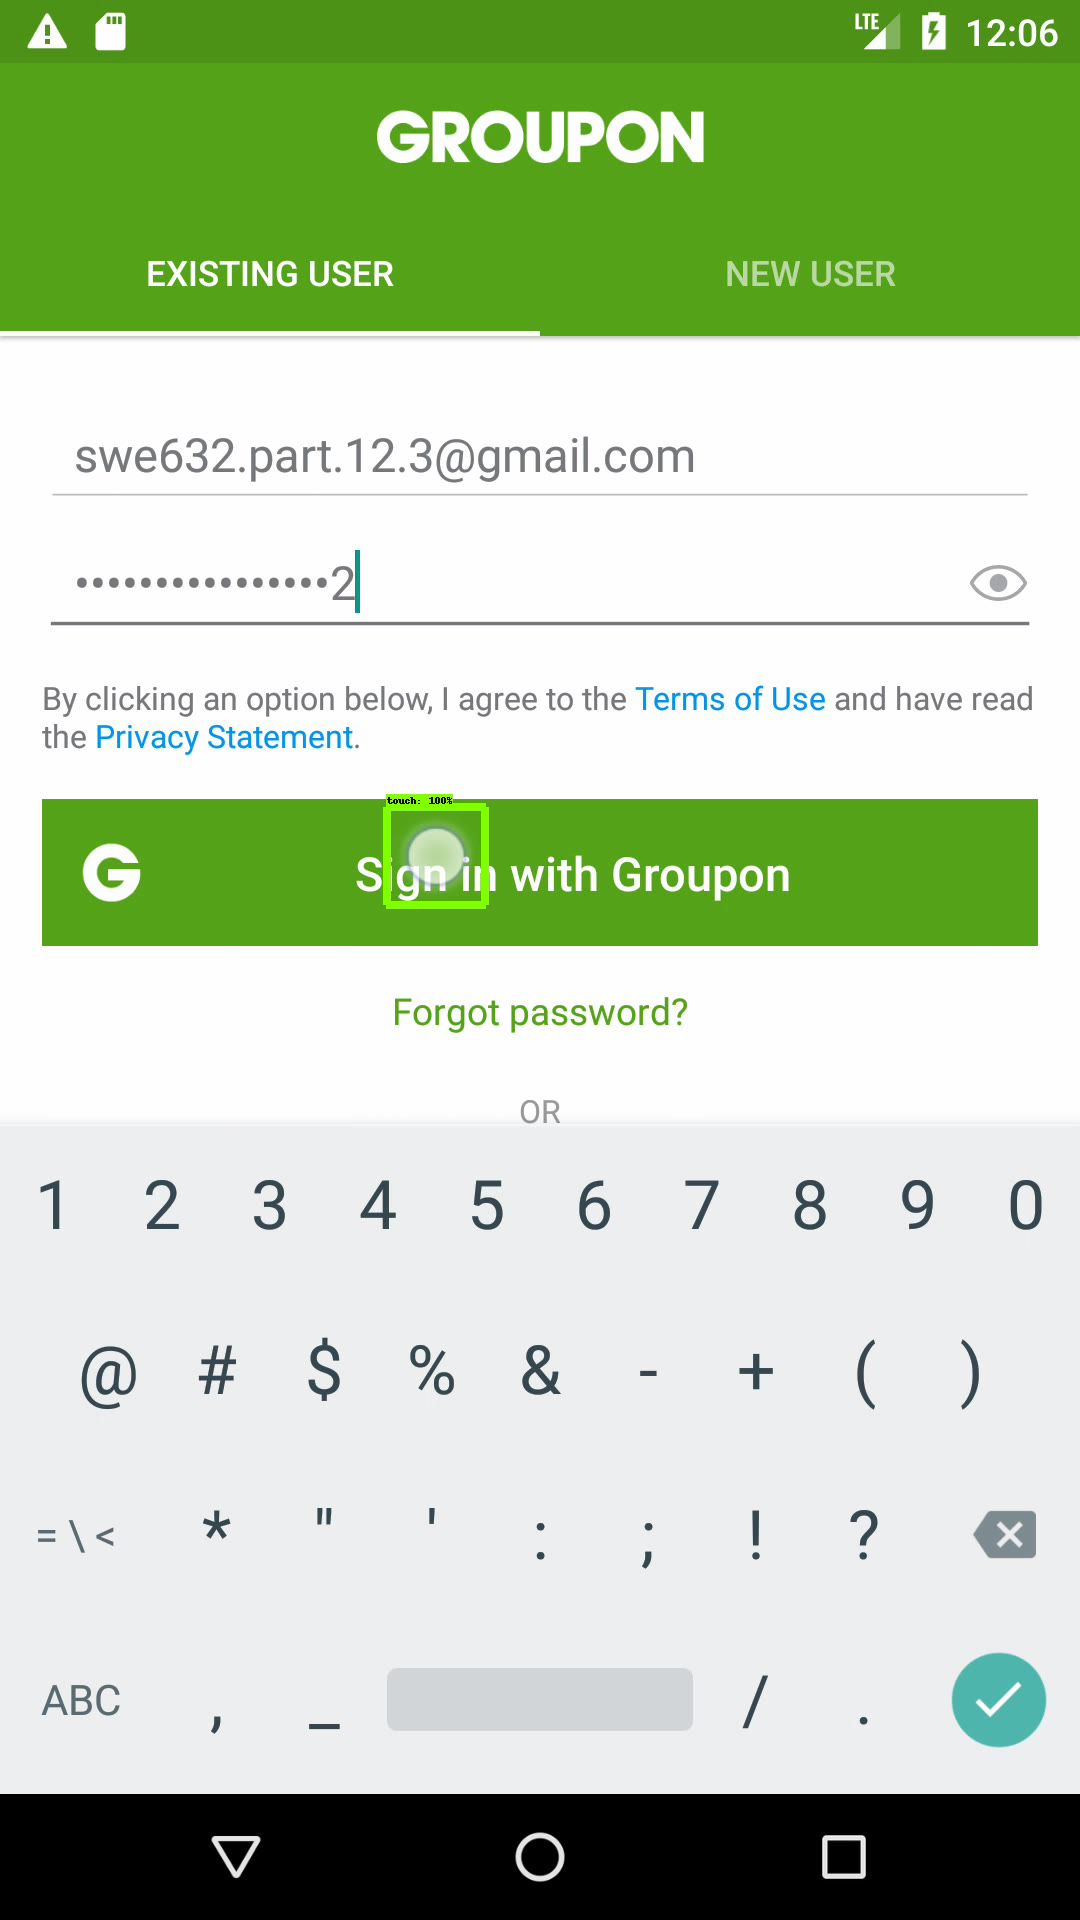 LTE 12:06
GROUPON
EXISTING USER NEW USER
swe632.part.12.3@gmail.com
••••••••••••••••2
By clicking an option below, I agree to the Terms of Use and have read
the Privacy Statement.
touch: 100%
G Sign in with Groupon
Forgot password?
OR
1 2 3 4 5 6 7 8 9 0
@ # $ % & - + ( )
= \ < * " ' : ; ! ?
ABC , _ / .